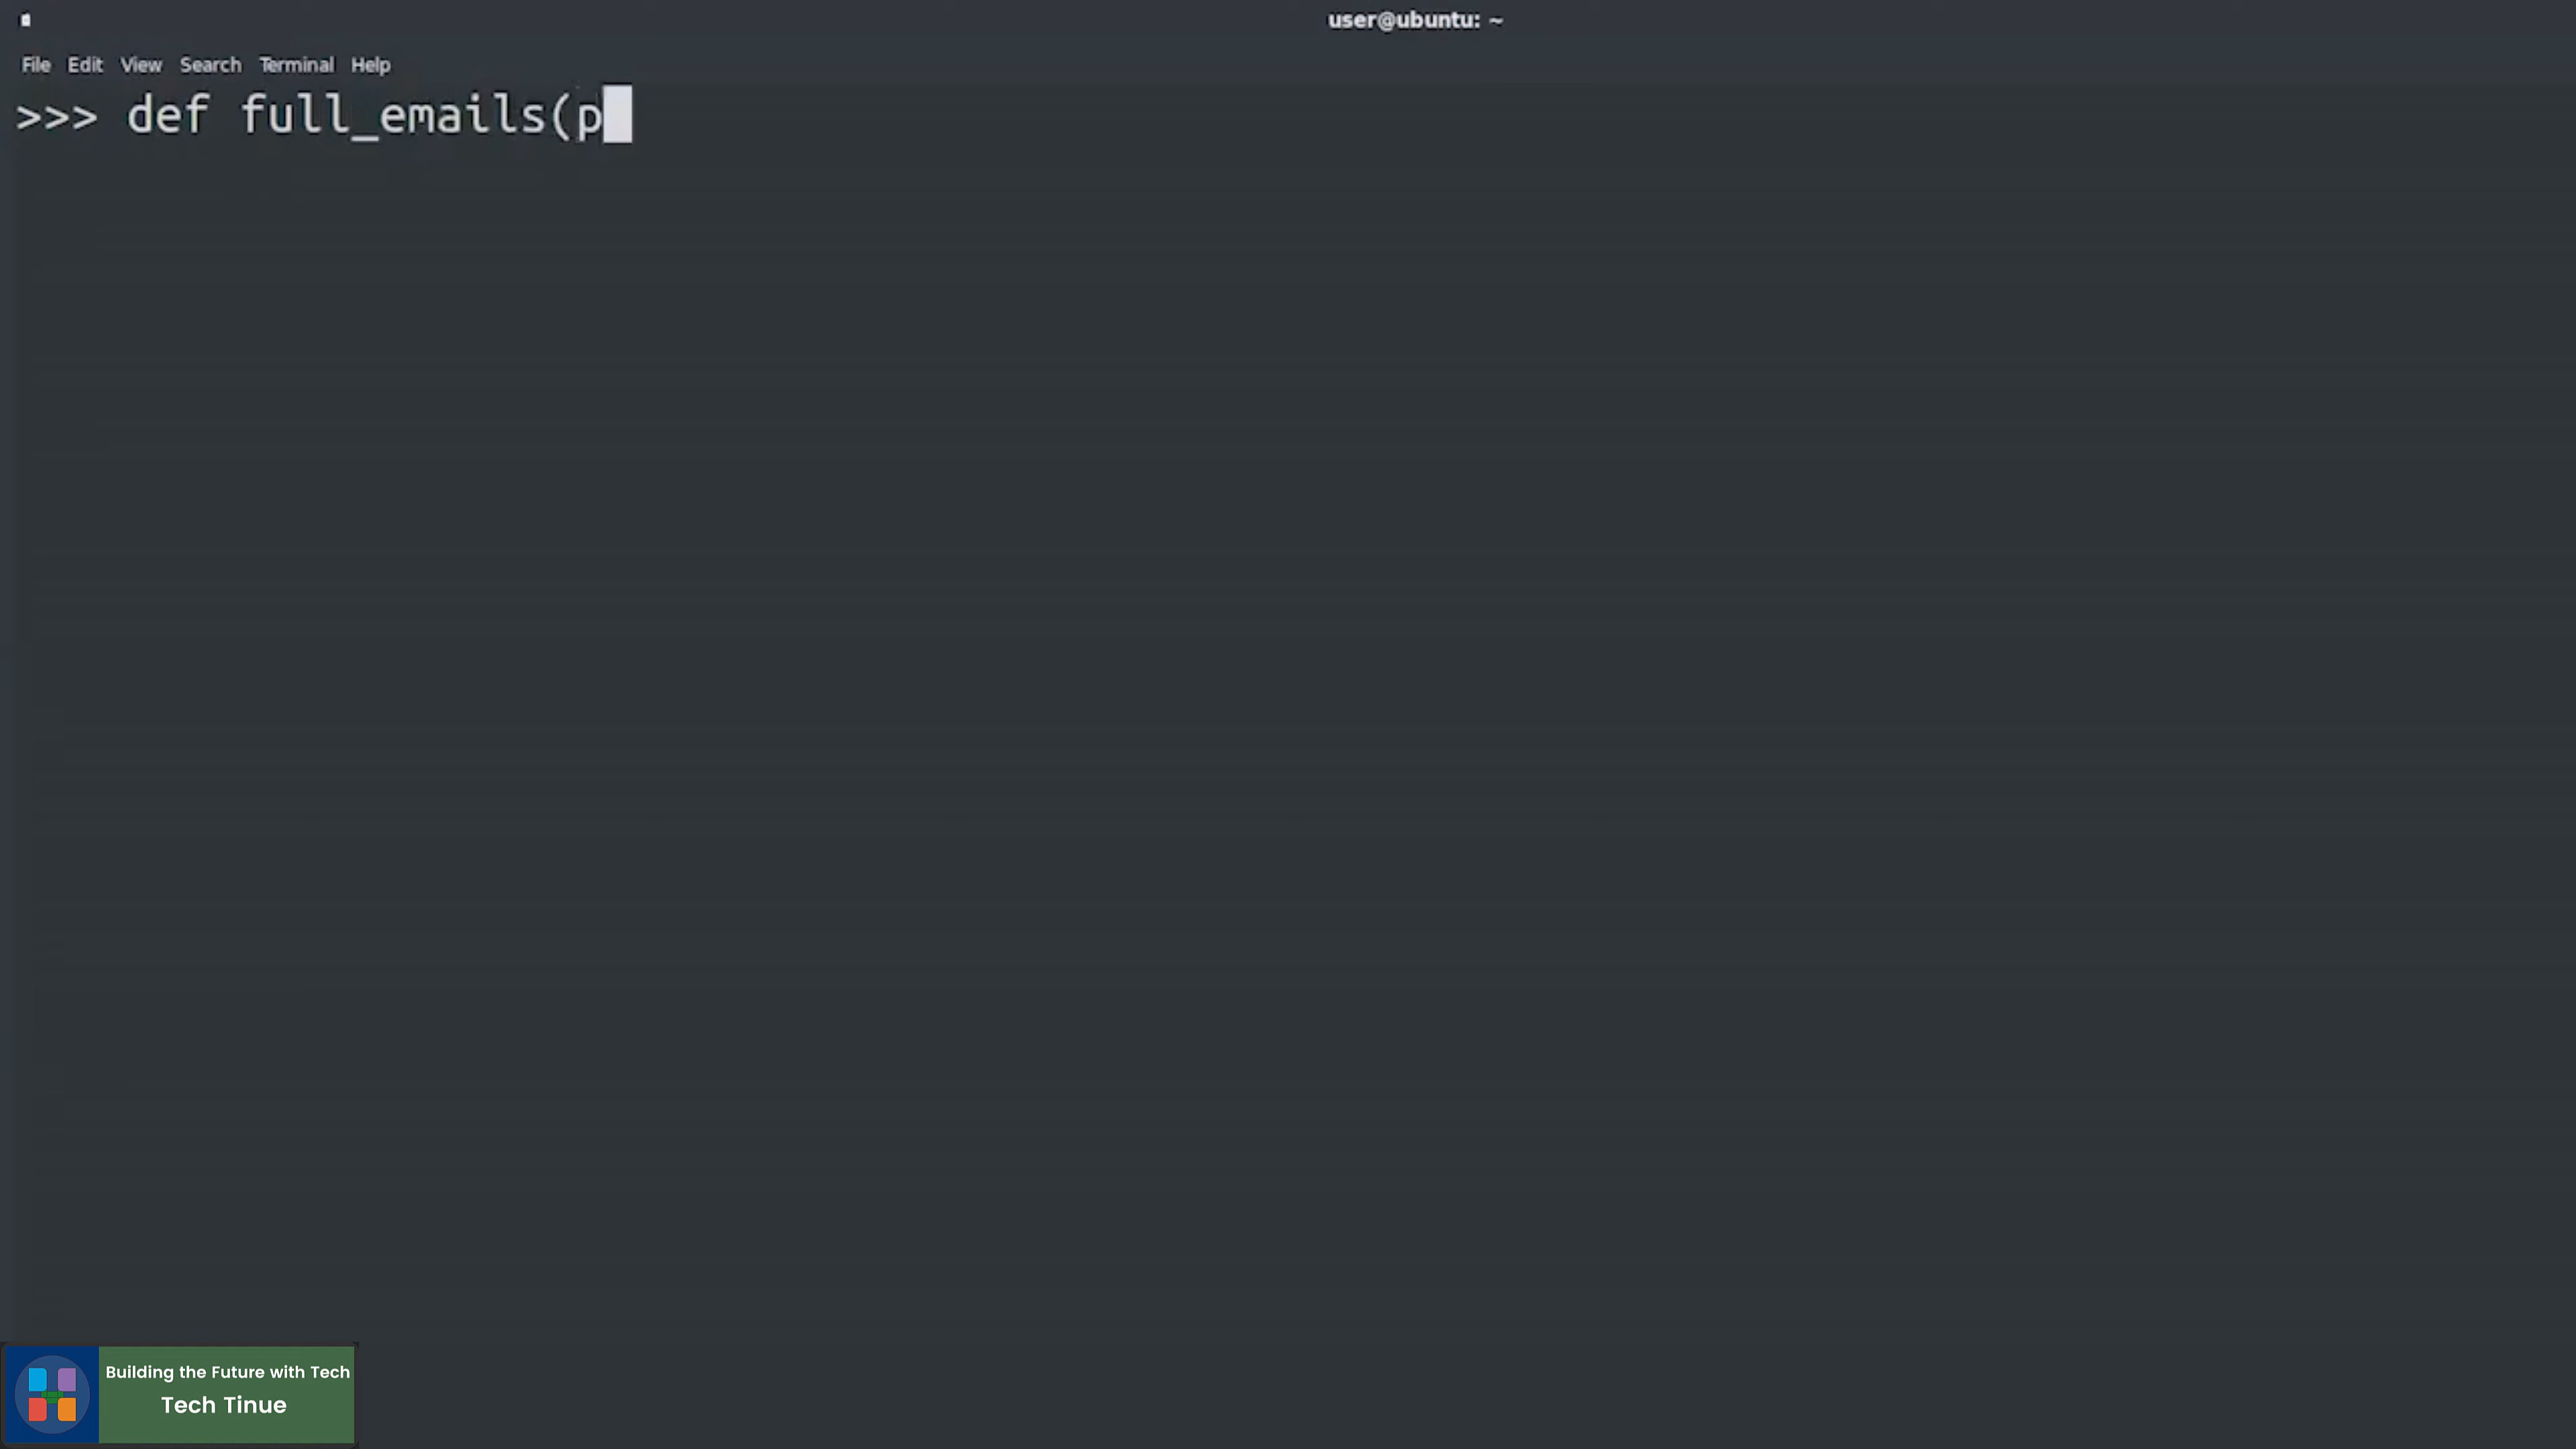 user@ubuntu: ~
File Edit View Search Terminal Help
>>> def full_emails(p
Building the Future with Tech
Tech Tinue